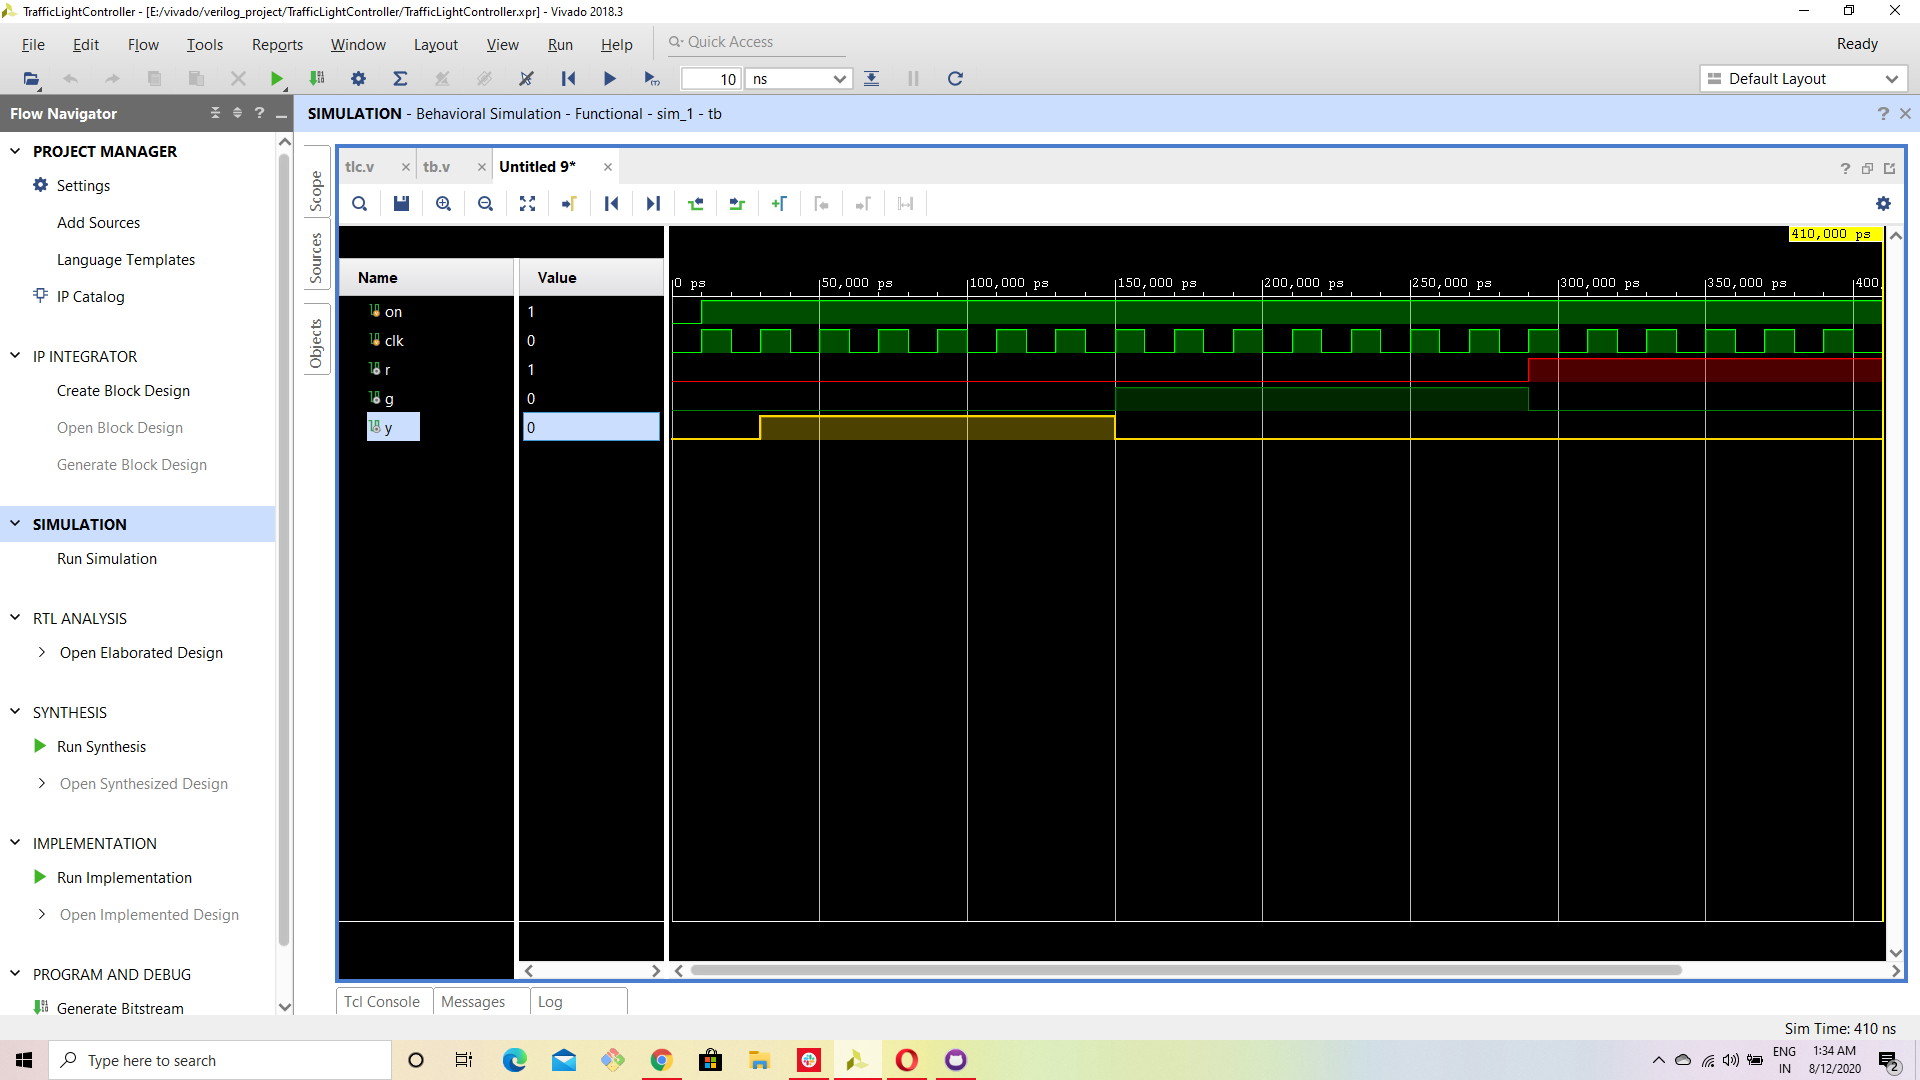 TrafficLightController - [E:/vivado/verilog_project/TrafficLightController/TrafficLightController.xpr] - Vivado 2018.3
File Edit Flow Tools Reports Window Layout View Run Help Quick Access Ready
10 ns Default Layout
Flow Navigator ?
SIMULATION - Behavioral Simulation - Functional - sim_1 - tb ?
PROJECT MANAGER
Settings
Add Sources
Language Templates
IP Catalog
IP INTEGRATOR
Create Block Design
Open Block Design
Generate Block Design
SIMULATION
Run Simulation
RTL ANALYSIS
Open Elaborated Design
SYNTHESIS
Run Synthesis
Open Synthesized Design
IMPLEMENTATION
Run Implementation
Open Implemented Design
PROGRAM AND DEBUG
Generate Bitstream
Scope
Sources
Objects
tlc.v tb.v Untitled 9* ?
410,000 ps
Name Value
0 ps 50,000 ps 100,000 ps 150,000 ps 200,000 ps 250,000 ps 300,000 ps 350,000 ps 400,
on 1
clk 0
r 1
g 0
y 0
Tcl Console Messages Log
Sim Time: 410 ns
Type here to search
ENG
IN
1:34 AM
8/12/2020
2